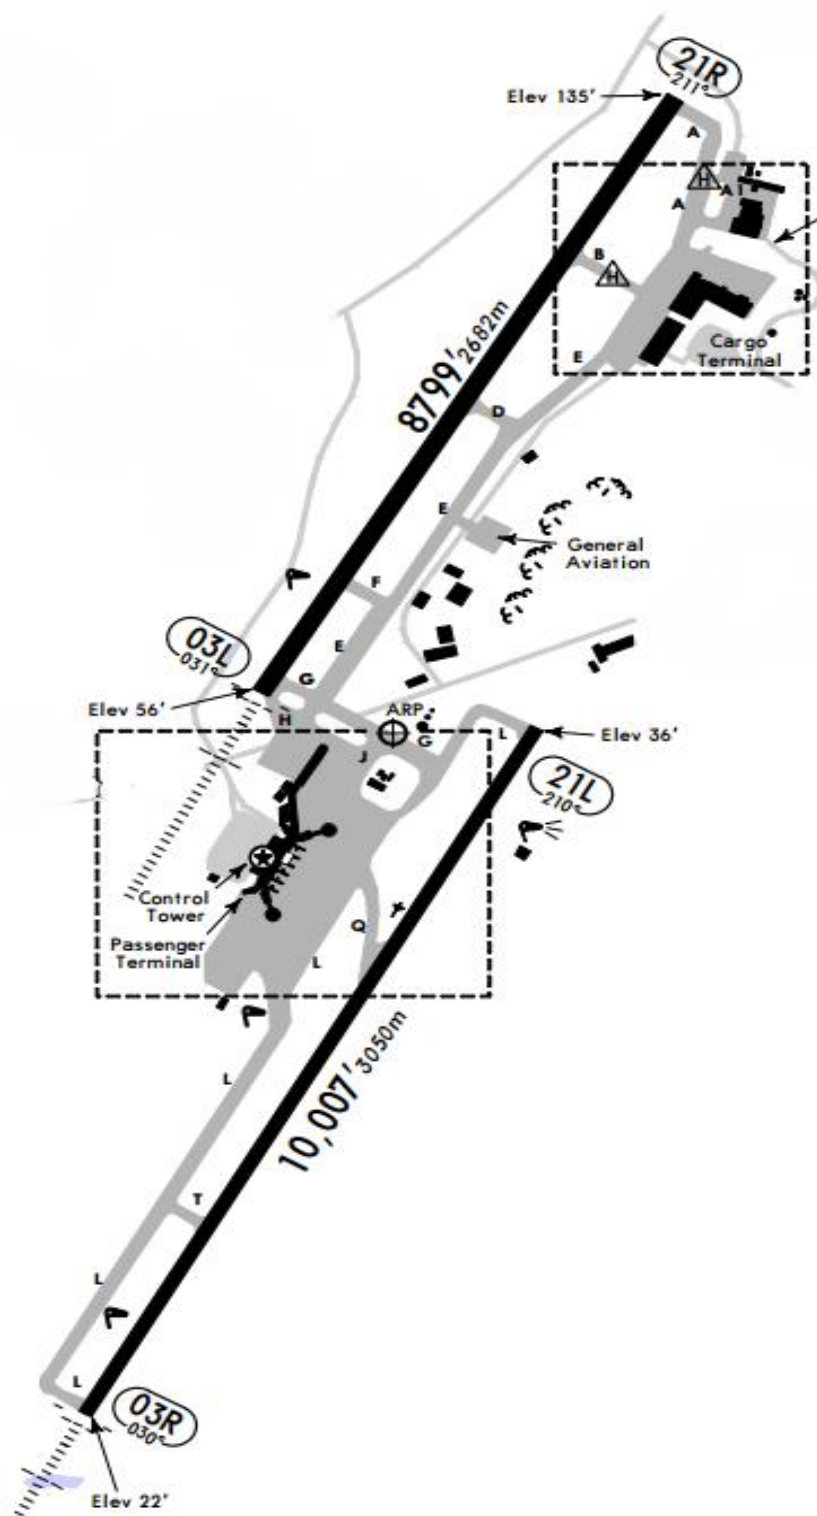 21R
211°
Elev 135′
A
H
A1
A
B
H
Cargo
Terminal
E
8799′ 2682m
D
E
General
Aviation
F
03L
031°
E
G
Elev 56′
H
ARP
G
J
L
Elev 36′
21L
210°
Control
Tower
Passenger
Terminal
Q
L
10,007′ 3050m
L
T
L
L
03R
030°
Elev 22′